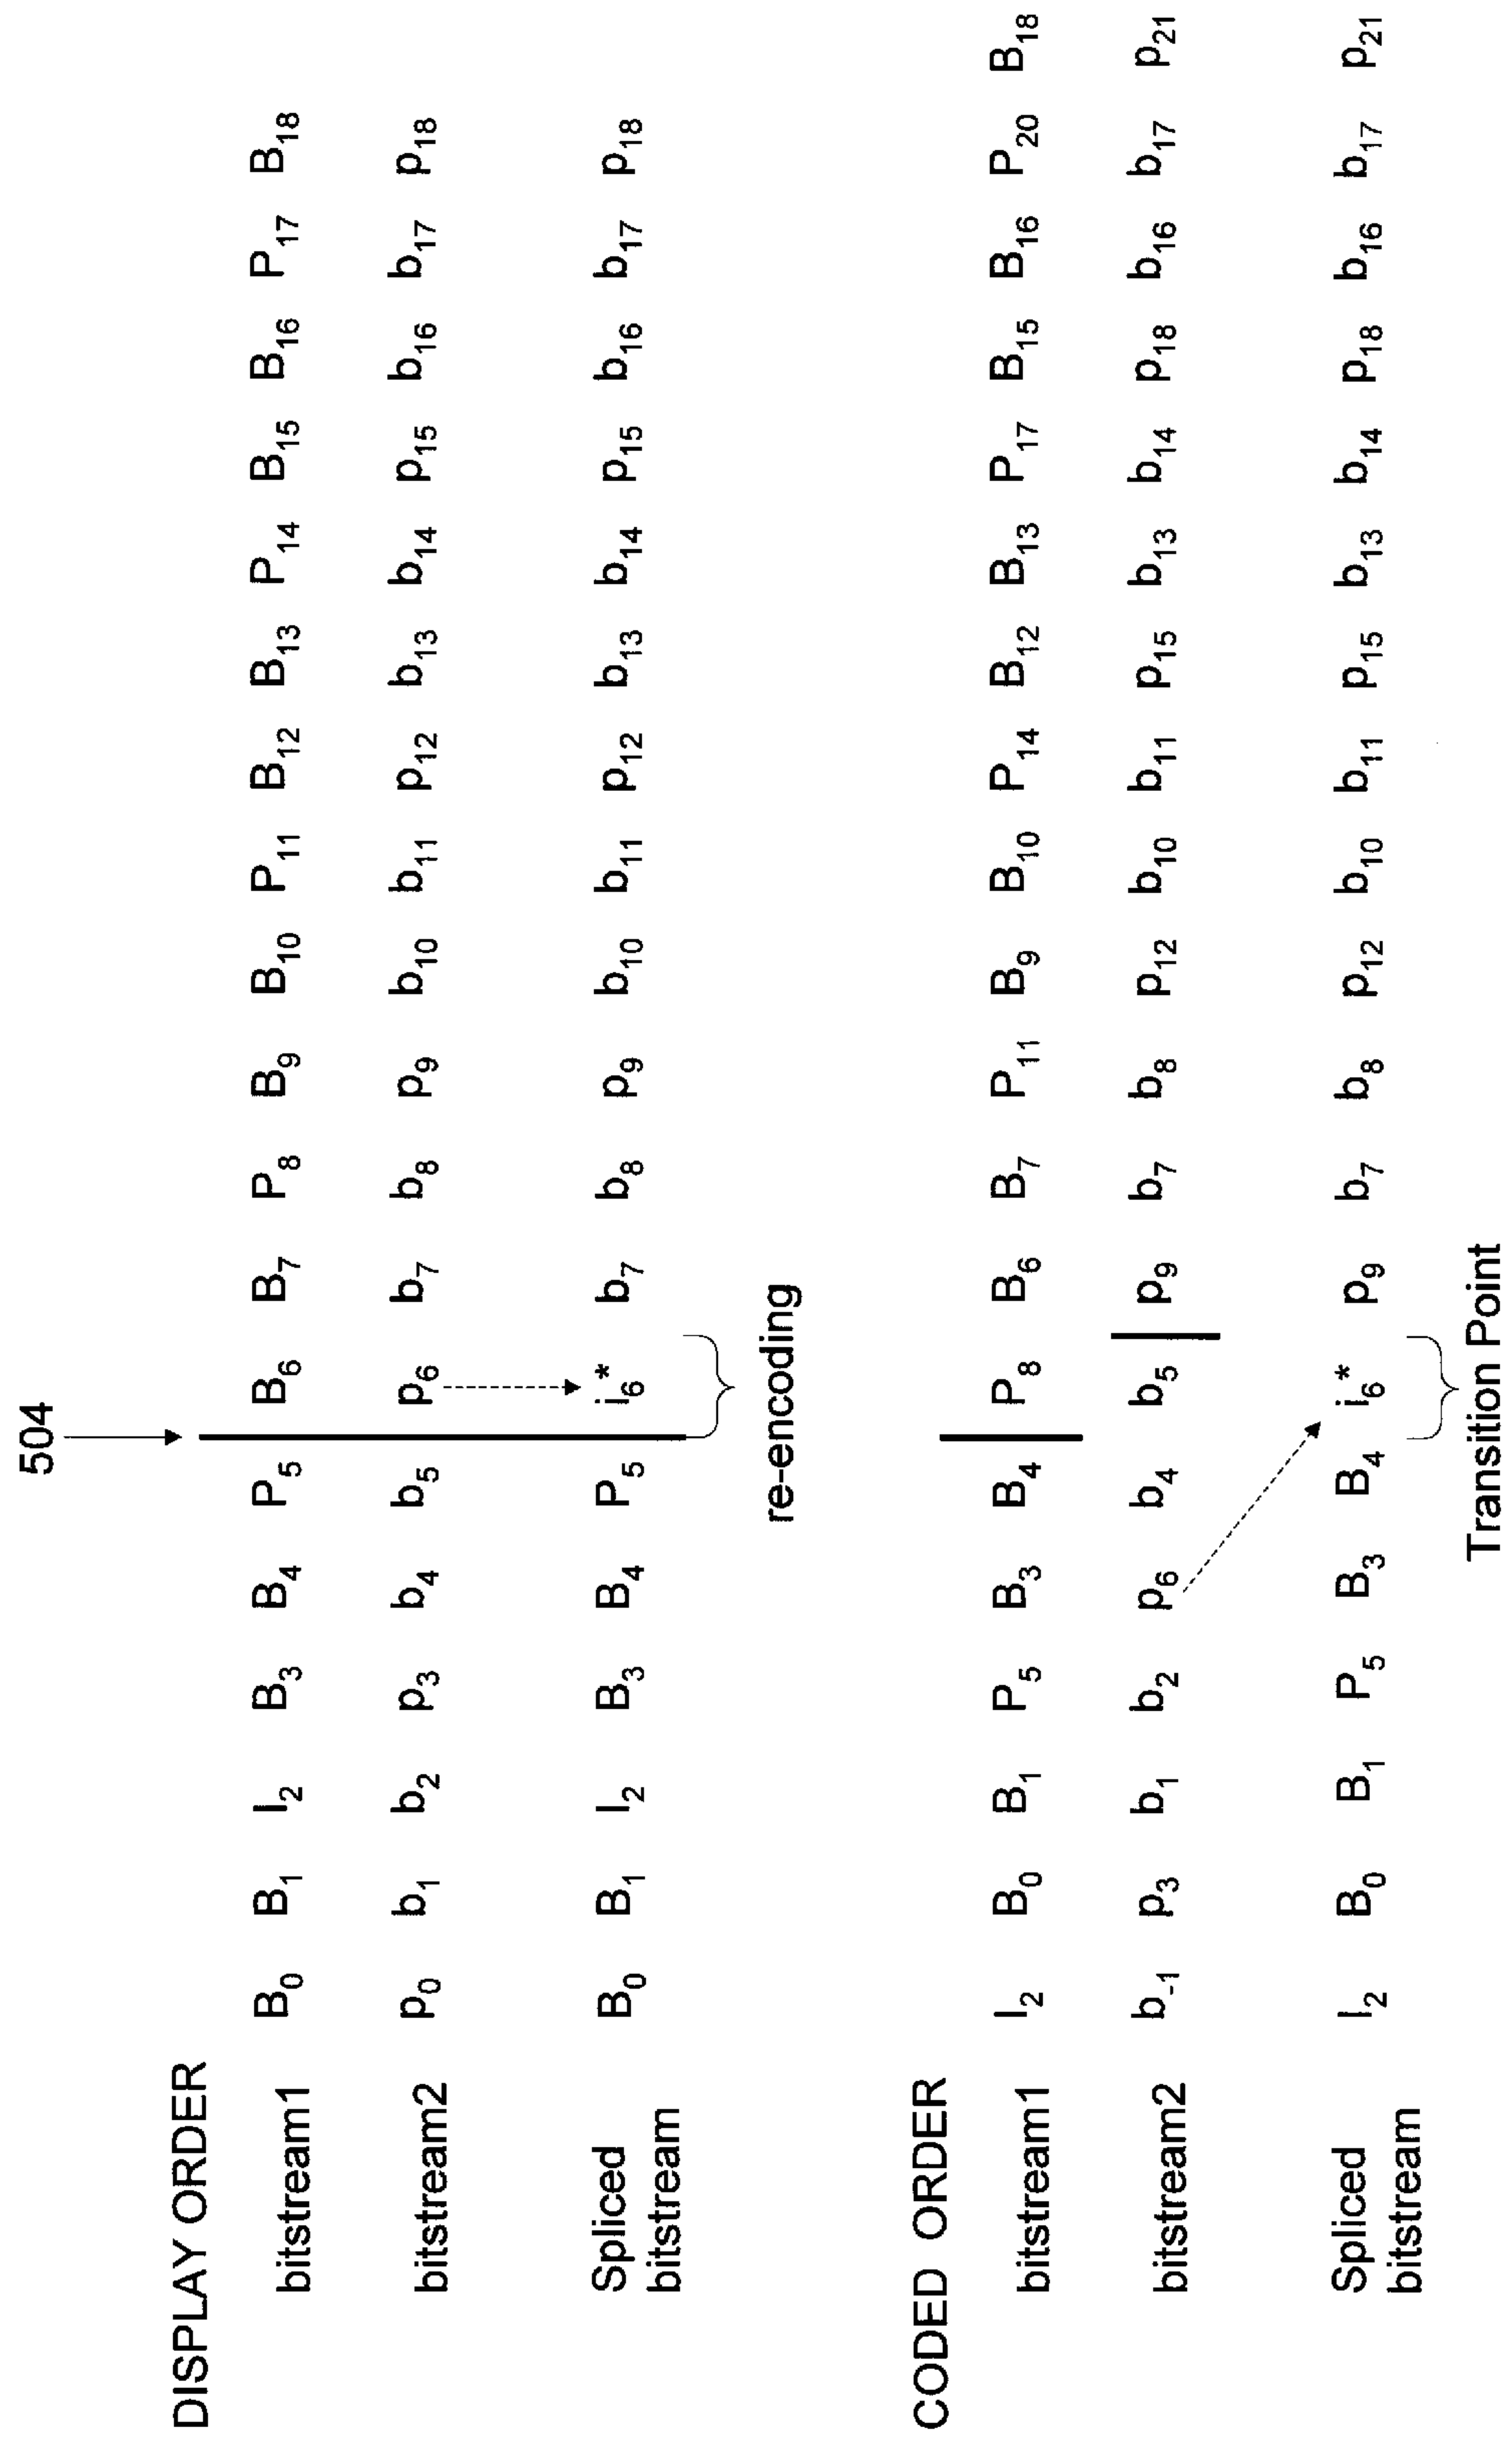 504
DISPLAY ORDER
bitstream1 B0 B1 I2 B3 B4 P5 B6 B7 P8 B9 B10 P11 B12 B13 P14 B15 B16 P17 B18
bitstream2 p0 b1 b2 p3 b4 b5 p6 b7 b8 p9 b10 b11 p12 b13 b14 p15 b16 b17 p18
Spliced
bitstream B0 B1 I2 B3 B4 P5 i6* b7 b8 p9 b10 b11 p12 b13 b14 p15 b16 b17 p18
re-encoding
CODED ORDER
bitstream1 I2 B0 B1 P5 B3 B4 P8 B6 B7 P11 B9 B10 P14 B12 B13 P17 B15 B16 P20 B18
bitstream2 b-1 p3 b1 b2 p6 b4 b5 p9 b7 b8 p12 b10 b11 p15 b13 b14 p18 b16 b17 p21
Spliced
bitstream I2 B0 B1 P5 B3 B4 i6* p9 b7 b8 p12 b10 b11 p15 b13 b14 p18 b16 b17 p21
Transition Point